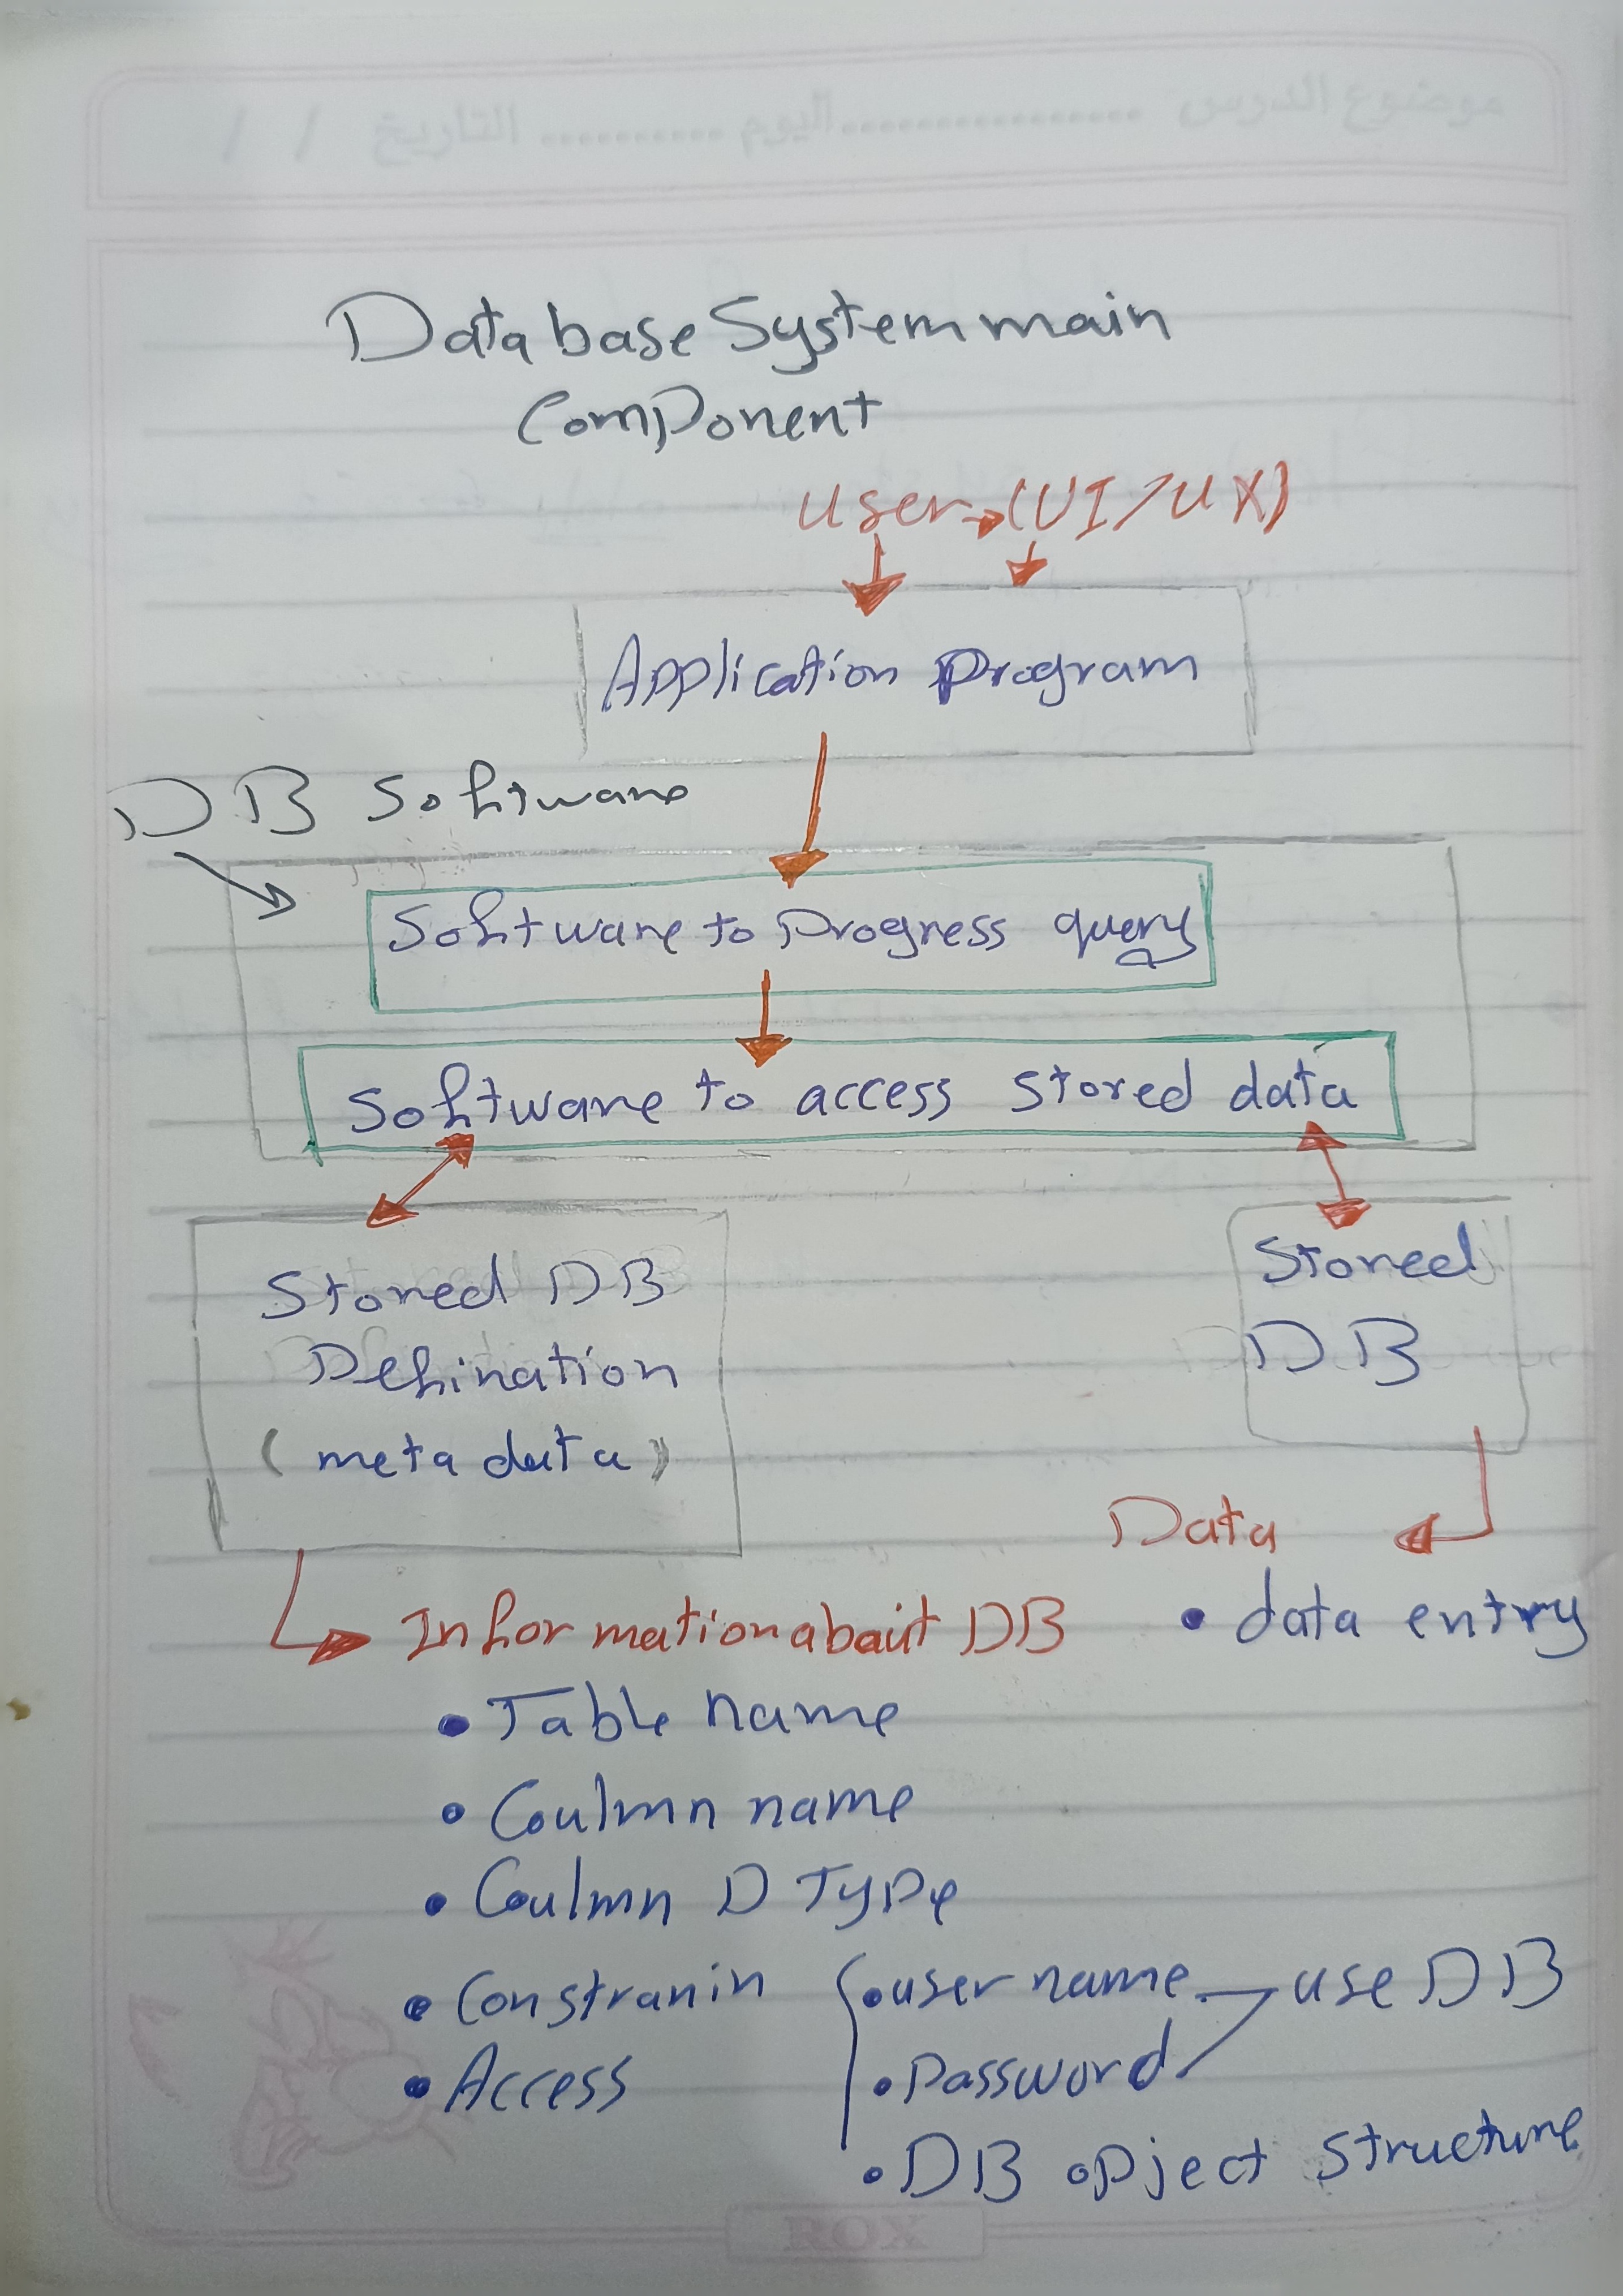 موضوع الدرس ................ اليوم .......... التاريخ / /
Database System main
Component
user → (UI/UX)
Application Program
DB Software
Software to Progress query
Software to access stored data
Stored DB
Defination
(meta data)
Stored
DB
Data
• data entry
Information abaut DB
• Table name
• Coulmn name
• Coulmn D Type
• Constranin
• Access
• user name
• Password
use DB
• DB opject structure
ROX